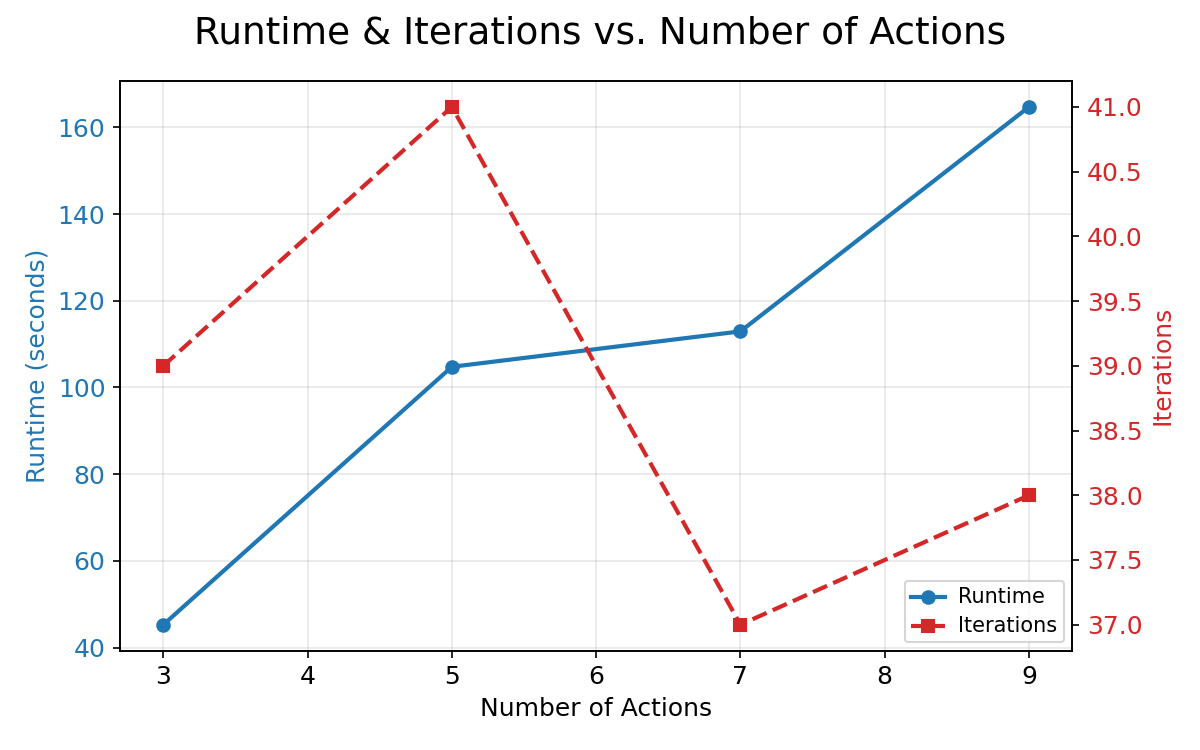 Runtime & Iterations vs. Number of Actions
Runtime (seconds)
160
140
120
100
80
60
40
41.0
40.5
40.0
39.5
39.0
38.5
38.0
37.5
37.0
Iterations
Runtime
Iterations
3 4 5 6 7 8 9
Number of Actions